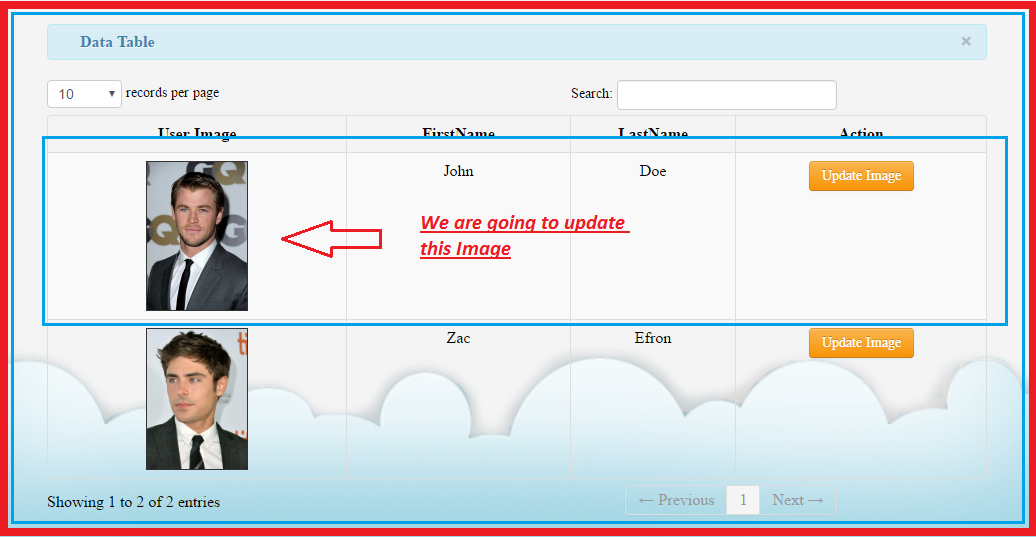 Data Table ×
10 records per page Search:
User Image FirstName LastName Action
GQ
John Doe Update Image
We are going to update
this Image
Zac Efron Update Image
Showing 1 to 2 of 2 entries ← Previous 1 Next →